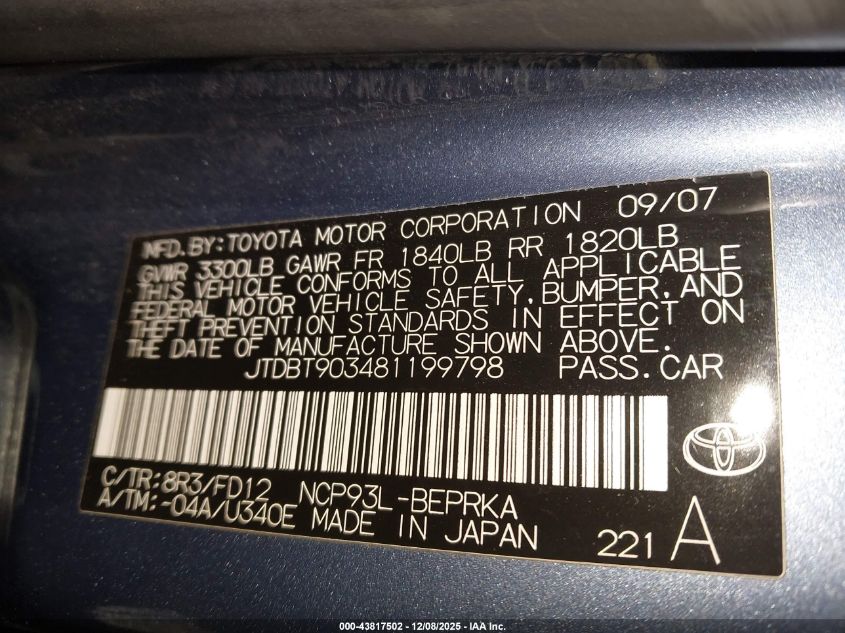 MFD.BY:TOYOTA MOTOR CORPORATION 09/07
GVWR 3300LB GAWR FR 1840LB RR 1820LB
THIS VEHICLE CONFORMS TO ALL APPLICABLE
FEDERAL MOTOR VEHICLE SAFETY,BUMPER,AND
THEFT PREVENTION STANDARDS IN EFFECT ON
THE DATE OF MANUFACTURE SHOWN ABOVE.
JTDBT903481199798 PASS.CAR
C/TR:8R3/FD12 NCP93L-BEPRKA
A/TM:-04A/U340E MADE IN JAPAN 221 A
000-43817502 - 12/08/2025 - IAA Inc.